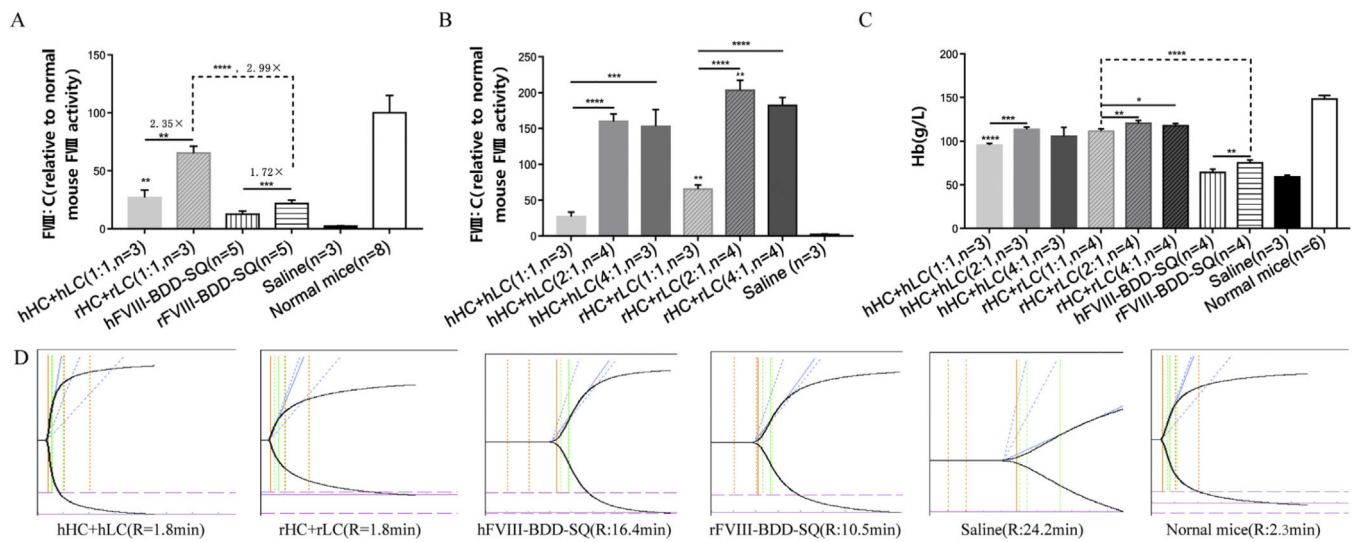 A
FⅧ: C(relative to normal
mouse FⅧ activity)
150
100
50
0
**** , 2.99×
2.35×
**
**
1.72×
***
hHC+hLC(1:1,n=3)
rHC+rLC(1:1,n=3)
hFVIII-BDD-SQ(n=5)
rFVIII-BDD-SQ(n=5)
Saline(n=3)
Normal mice(n=8)
B
FⅧ: C(relative to normal
mouse FⅧ activity)
250
200
150
100
50
0
****
***
****
**
***
****
**
hHC+hLC(1:1,n=3)
hHC+hLC(2:1,n=4)
hHC+hLC(4:1,n=3)
rHC+rLC(1:1,n=3)
rHC+rLC(2:1,n=4)
rHC+rLC(4:1,n=4)
Saline (n=3)
C
Hb(g/L)
200
150
100
50
0
****
*
***
**
****
**
hHC+hLC(1:1,n=3)
hHC+hLC(2:1,n=3)
hHC+hLC(4:1,n=3)
rHC+rLC(1:1,n=4)
rHC+rLC(2:1,n=4)
rHC+rLC(4:1,n=4)
hFVIII-BDD-SQ(n=4)
rFVIII-BDD-SQ(n=4)
Saline(n=3)
Normal mice(n=6)
D
hHC+hLC(R=1.8min)
rHC+rLC(R=1.8min)
hFVIII-BDD-SQ(R:16.4min)
rFVIII-BDD-SQ(R:10.5min)
Saline(R:24.2min)
Nornal mice(R:2.3min)